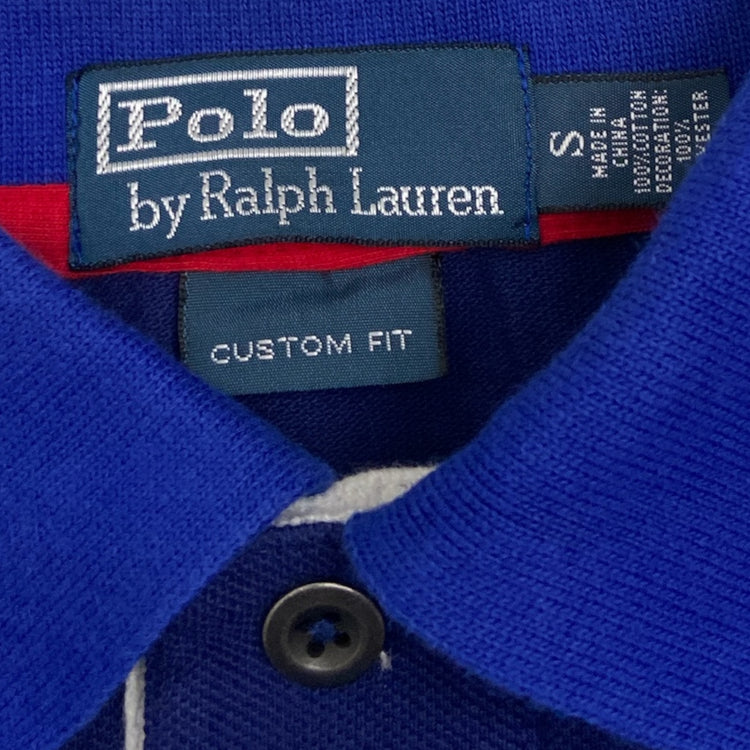 Polo
by Ralph Lauren
S
MADE IN
CHINA
100% COTTON
DECORATION:
100%
CUSTOM FIT